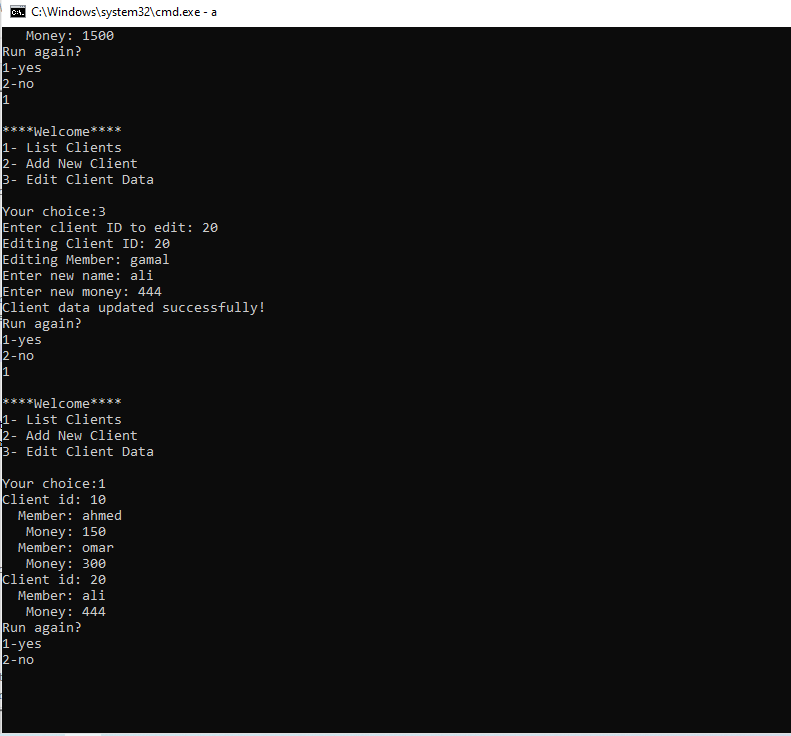 C:\Windows\system32\cmd.exe - a
Money: 1500
Run again?
1-yes
2-no
1
****Welcome****
1- List Clients
2- Add New Client
3- Edit Client Data
Your choice:3
Enter client ID to edit: 20
Editing Client ID: 20
Editing Member: gamal
Enter new name: ali
Enter new money: 444
Client data updated successfully!
Run again?
1-yes
2-no
1
****Welcome****
1- List Clients
2- Add New Client
3- Edit Client Data
Your choice:1
Client id: 10
Member: ahmed
Money: 150
Member: omar
Money: 300
Client id: 20
Member: ali
Money: 444
Run again?
1-yes
2-no